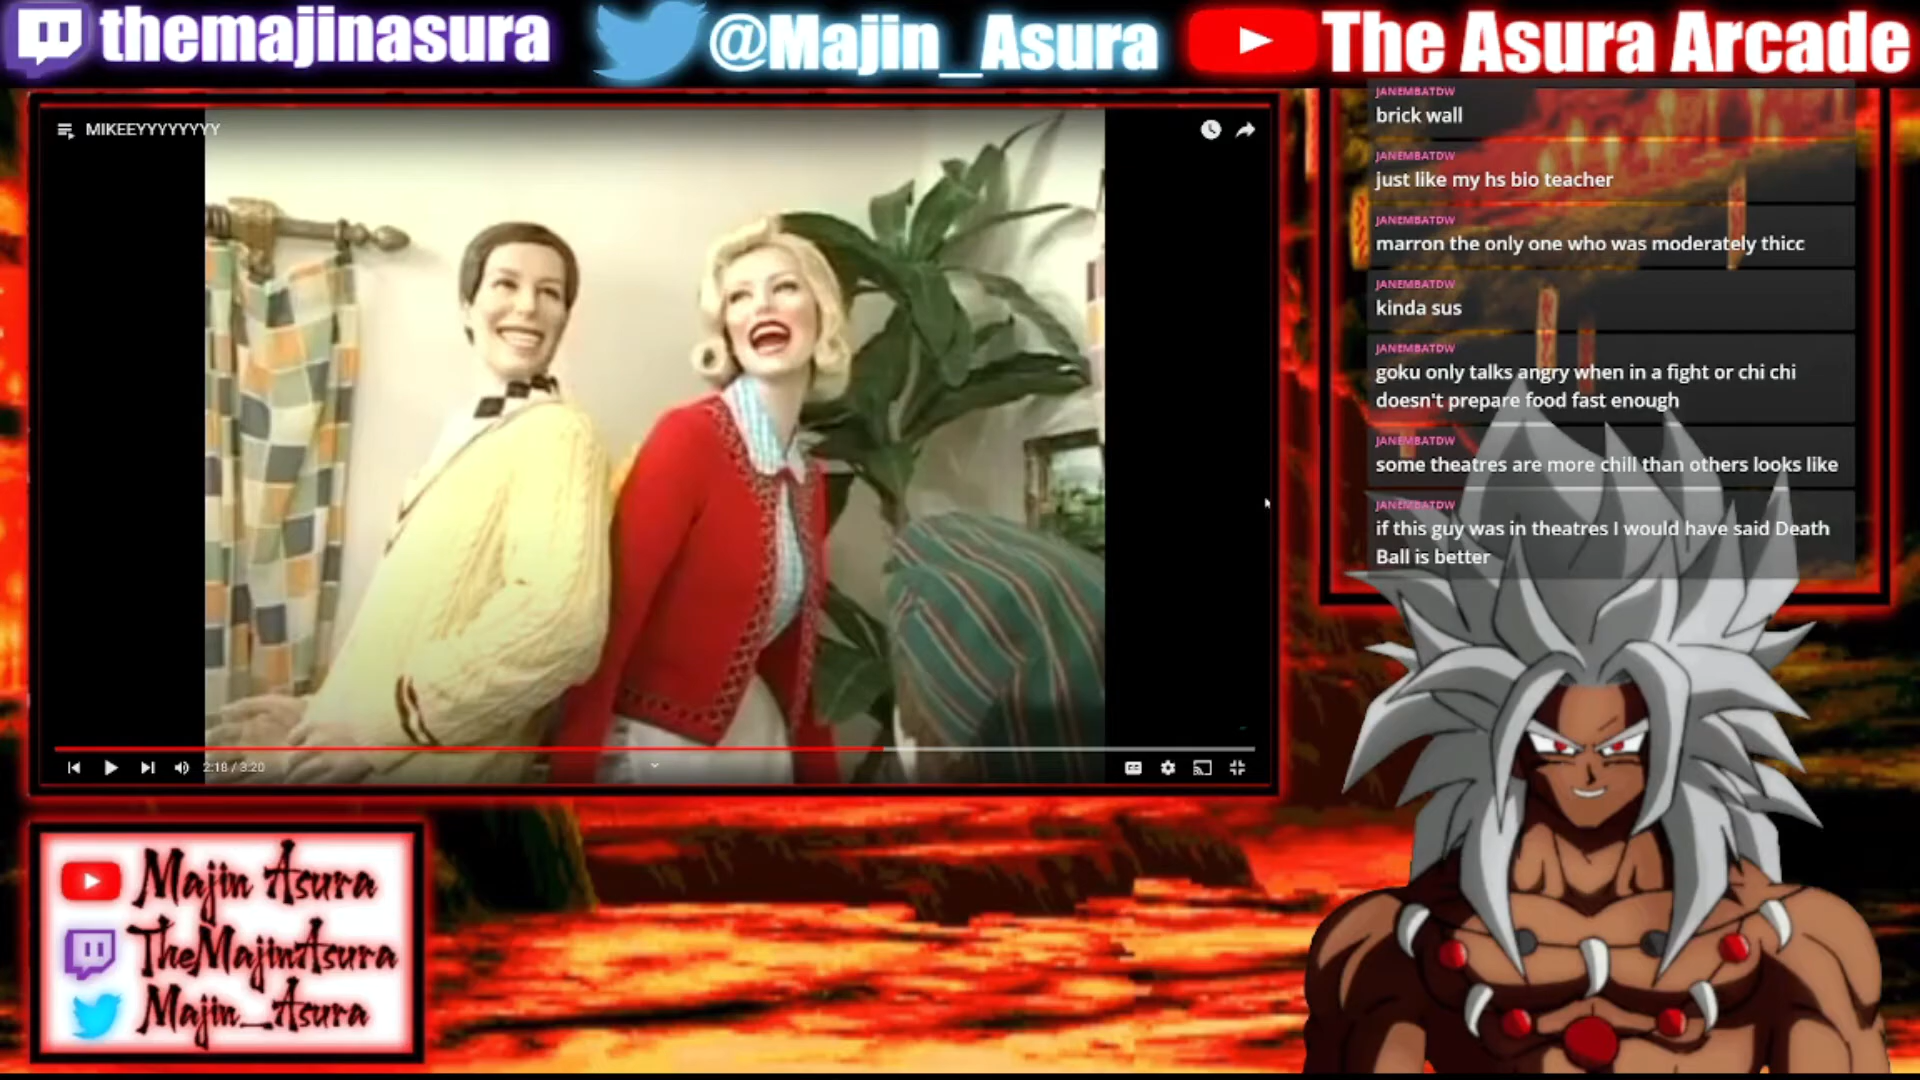 themajinasura
@Majin_Asura
The Asura Arcade
MIKEEYYYYYYYY
2:18 / 3:20
JANEMBATDW
brick wall
JANEMBATDW
just like my hs bio teacher
JANEMBATDW
marron the only one who was moderately thicc
JANEMBATDW
kinda sus
JANEMBATDW
goku only talks angry when in a fight or chi chi
doesn't prepare food fast enough
JANEMBATDW
some theatres are more chill than others looks like
JANEMBATDW
if this guy was in theatres I would have said Death
Ball is better
Majin Asura
TheMajinAsura
Majin_Asura